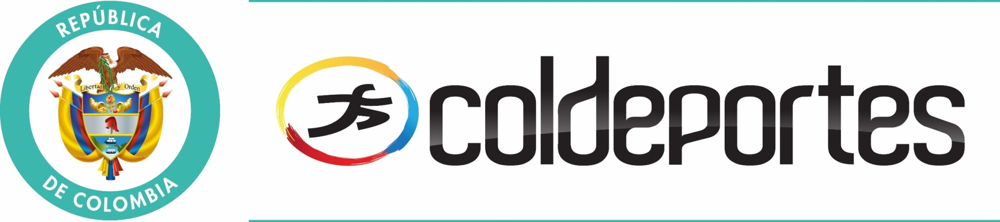 REPÚBLICA
Libertad y Orden
DE COLOMBIA
coldeportes